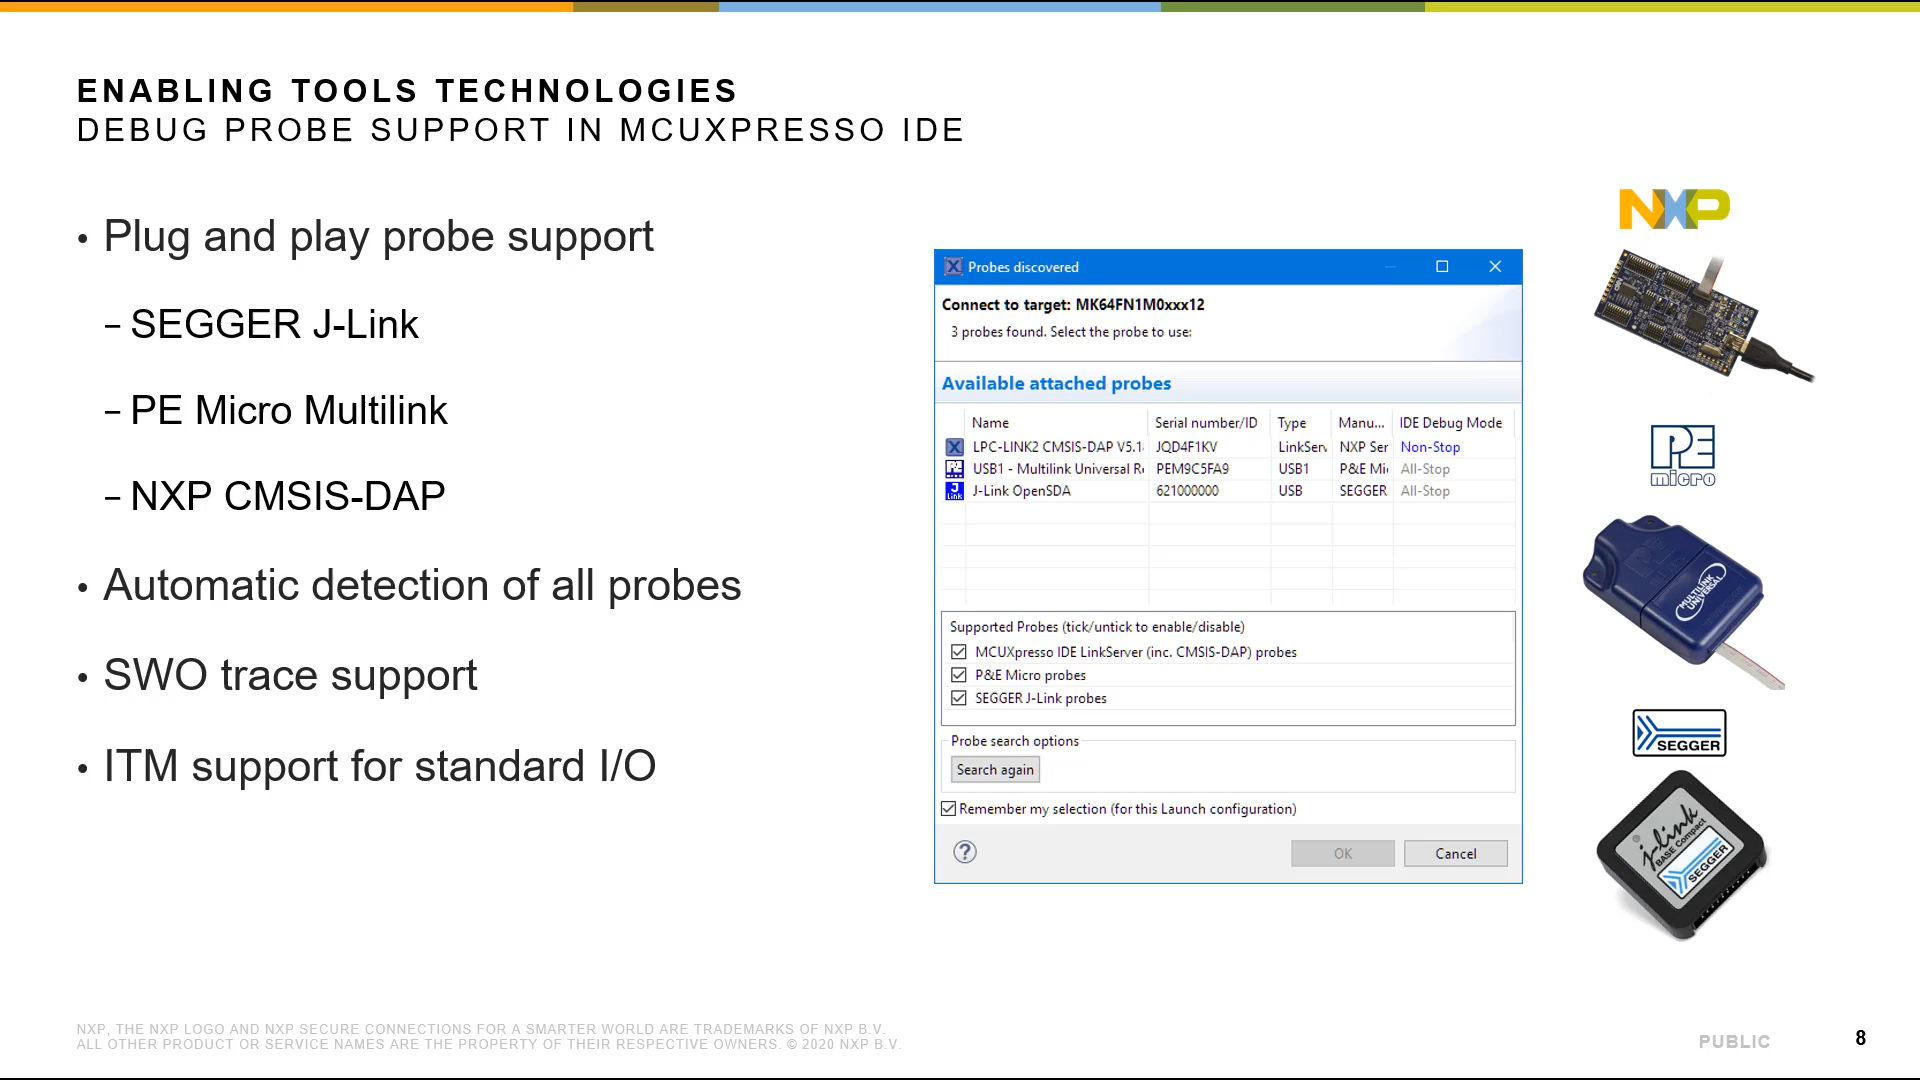 ENABLING TOOLS TECHNOLOGIES
DEBUG PROBE SUPPORT IN MCUXPRESSO IDE
• Plug and play probe support
– SEGGER J-Link
– PE Micro Multilink
– NXP CMSIS-DAP
• Automatic detection of all probes
• SWO trace support
• ITM support for standard I/O
Probes discovered
Connect to target: MK64FN1M0xxx12
3 probes found. Select the probe to use:
Available attached probes
Name Serial number/ID Type Manu... IDE Debug Mode
LPC-LINK2 CMSIS-DAP V5.1 JQD4F1KV LinkServ NXP Ser Non-Stop
USB1 - Multilink Universal Re PEM9C5FA9 USB1 P&E Mi All-Stop
J-Link OpenSDA 621000000 USB SEGGER All-Stop
Supported Probes (tick/untick to enable/disable)
MCUXpresso IDE LinkServer (inc. CMSIS-DAP) probes
P&E Micro probes
SEGGER J-Link probes
Probe search options
Search again
Remember my selection (for this Launch configuration)
? OK Cancel
NXP
PE
micro
MULTILINK
UNIVERSAL
SEGGER
J-Link
BASE Compact
SEGGER
NXP, THE NXP LOGO AND NXP SECURE CONNECTIONS FOR A SMARTER WORLD ARE TRADEMARKS OF NXP B.V.
ALL OTHER PRODUCT OR SERVICE NAMES ARE THE PROPERTY OF THEIR RESPECTIVE OWNERS. © 2020 NXP B.V.
PUBLIC
8